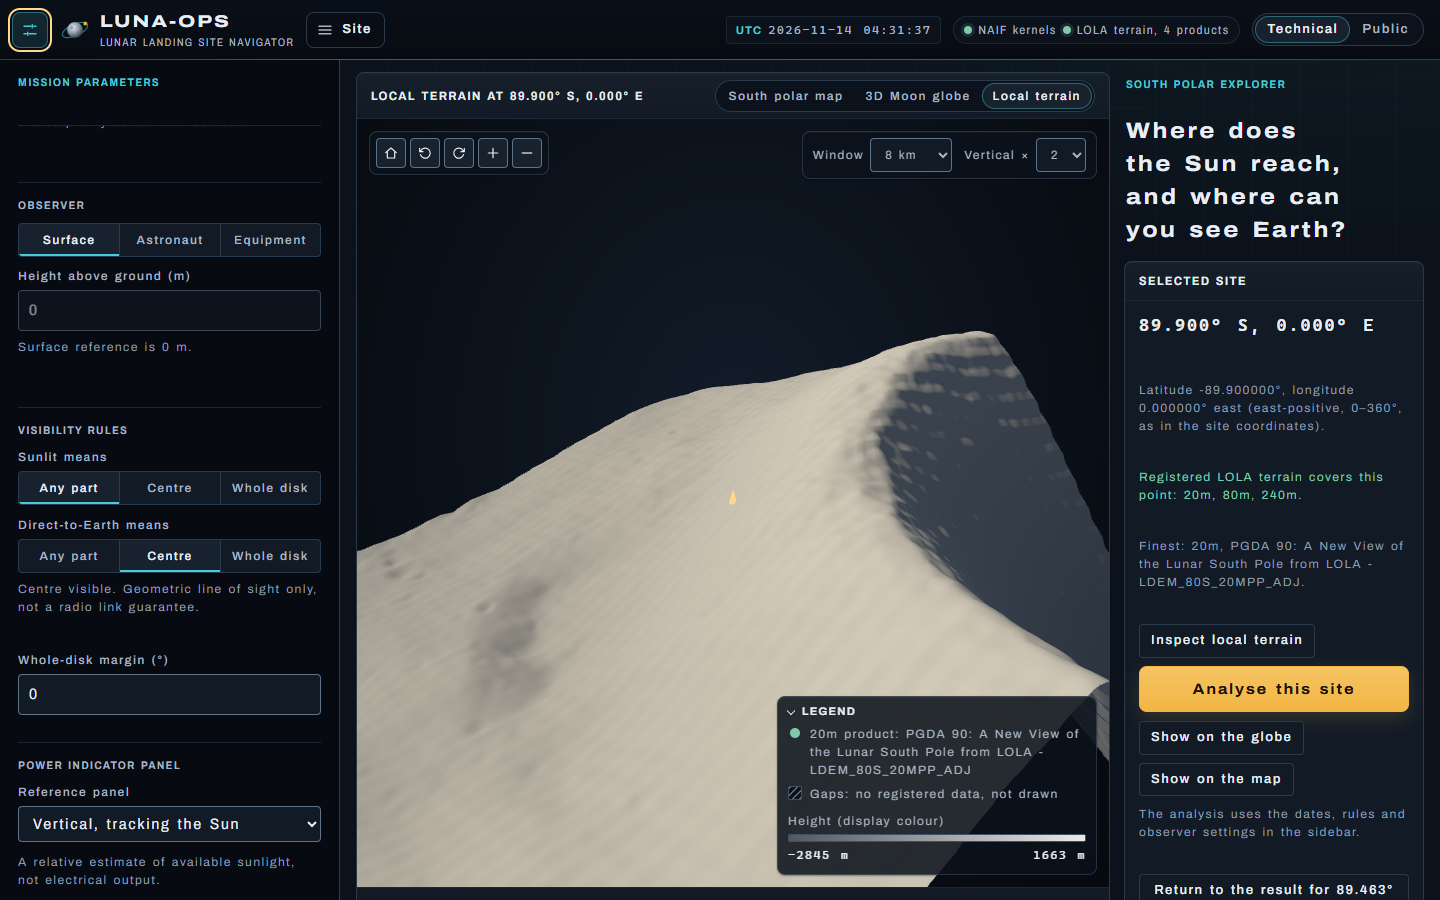 LUNA-OPS
LUNAR LANDING SITE NAVIGATOR
Site
UTC 2026-11-14 04:31:37
NAIF kernels
LOLA terrain, 4 products
Technical
Public
MISSION PARAMETERS
OBSERVER
Surface
Astronaut
Equipment
Height above ground (m)
0
Surface reference is 0 m.
VISIBILITY RULES
Sunlit means
Any part
Centre
Whole disk
Direct-to-Earth means
Any part
Centre
Whole disk
Centre visible. Geometric line of sight only,
not a radio link guarantee.
Whole-disk margin (°)
0
POWER INDICATOR PANEL
Reference panel
Vertical, tracking the Sun
A relative estimate of available sunlight,
not electrical output.
LOCAL TERRAIN AT 89.900° S, 0.000° E
South polar map
3D Moon globe
Local terrain
Window
8 km
Vertical ×
2
LEGEND
20m product: PGDA 90: A New View of
the Lunar South Pole from LOLA -
LDEM_80S_20MPP_ADJ
Gaps: no registered data, not drawn
Height (display colour)
−2845 m
1663 m
SOUTH POLAR EXPLORER
Where does
the Sun reach,
and where can
you see Earth?
SELECTED SITE
89.900° S, 0.000° E
Latitude -89.900000°, longitude
0.000000° east (east-positive, 0–360°,
as in the site coordinates).
Registered LOLA terrain covers this
point: 20m, 80m, 240m.
Finest: 20m, PGDA 90: A New View of
the Lunar South Pole from LOLA -
LDEM_80S_20MPP_ADJ.
Inspect local terrain
Analyse this site
Show on the globe
Show on the map
The analysis uses the dates, rules and
observer settings in the sidebar.
Return to the result for 89.463°